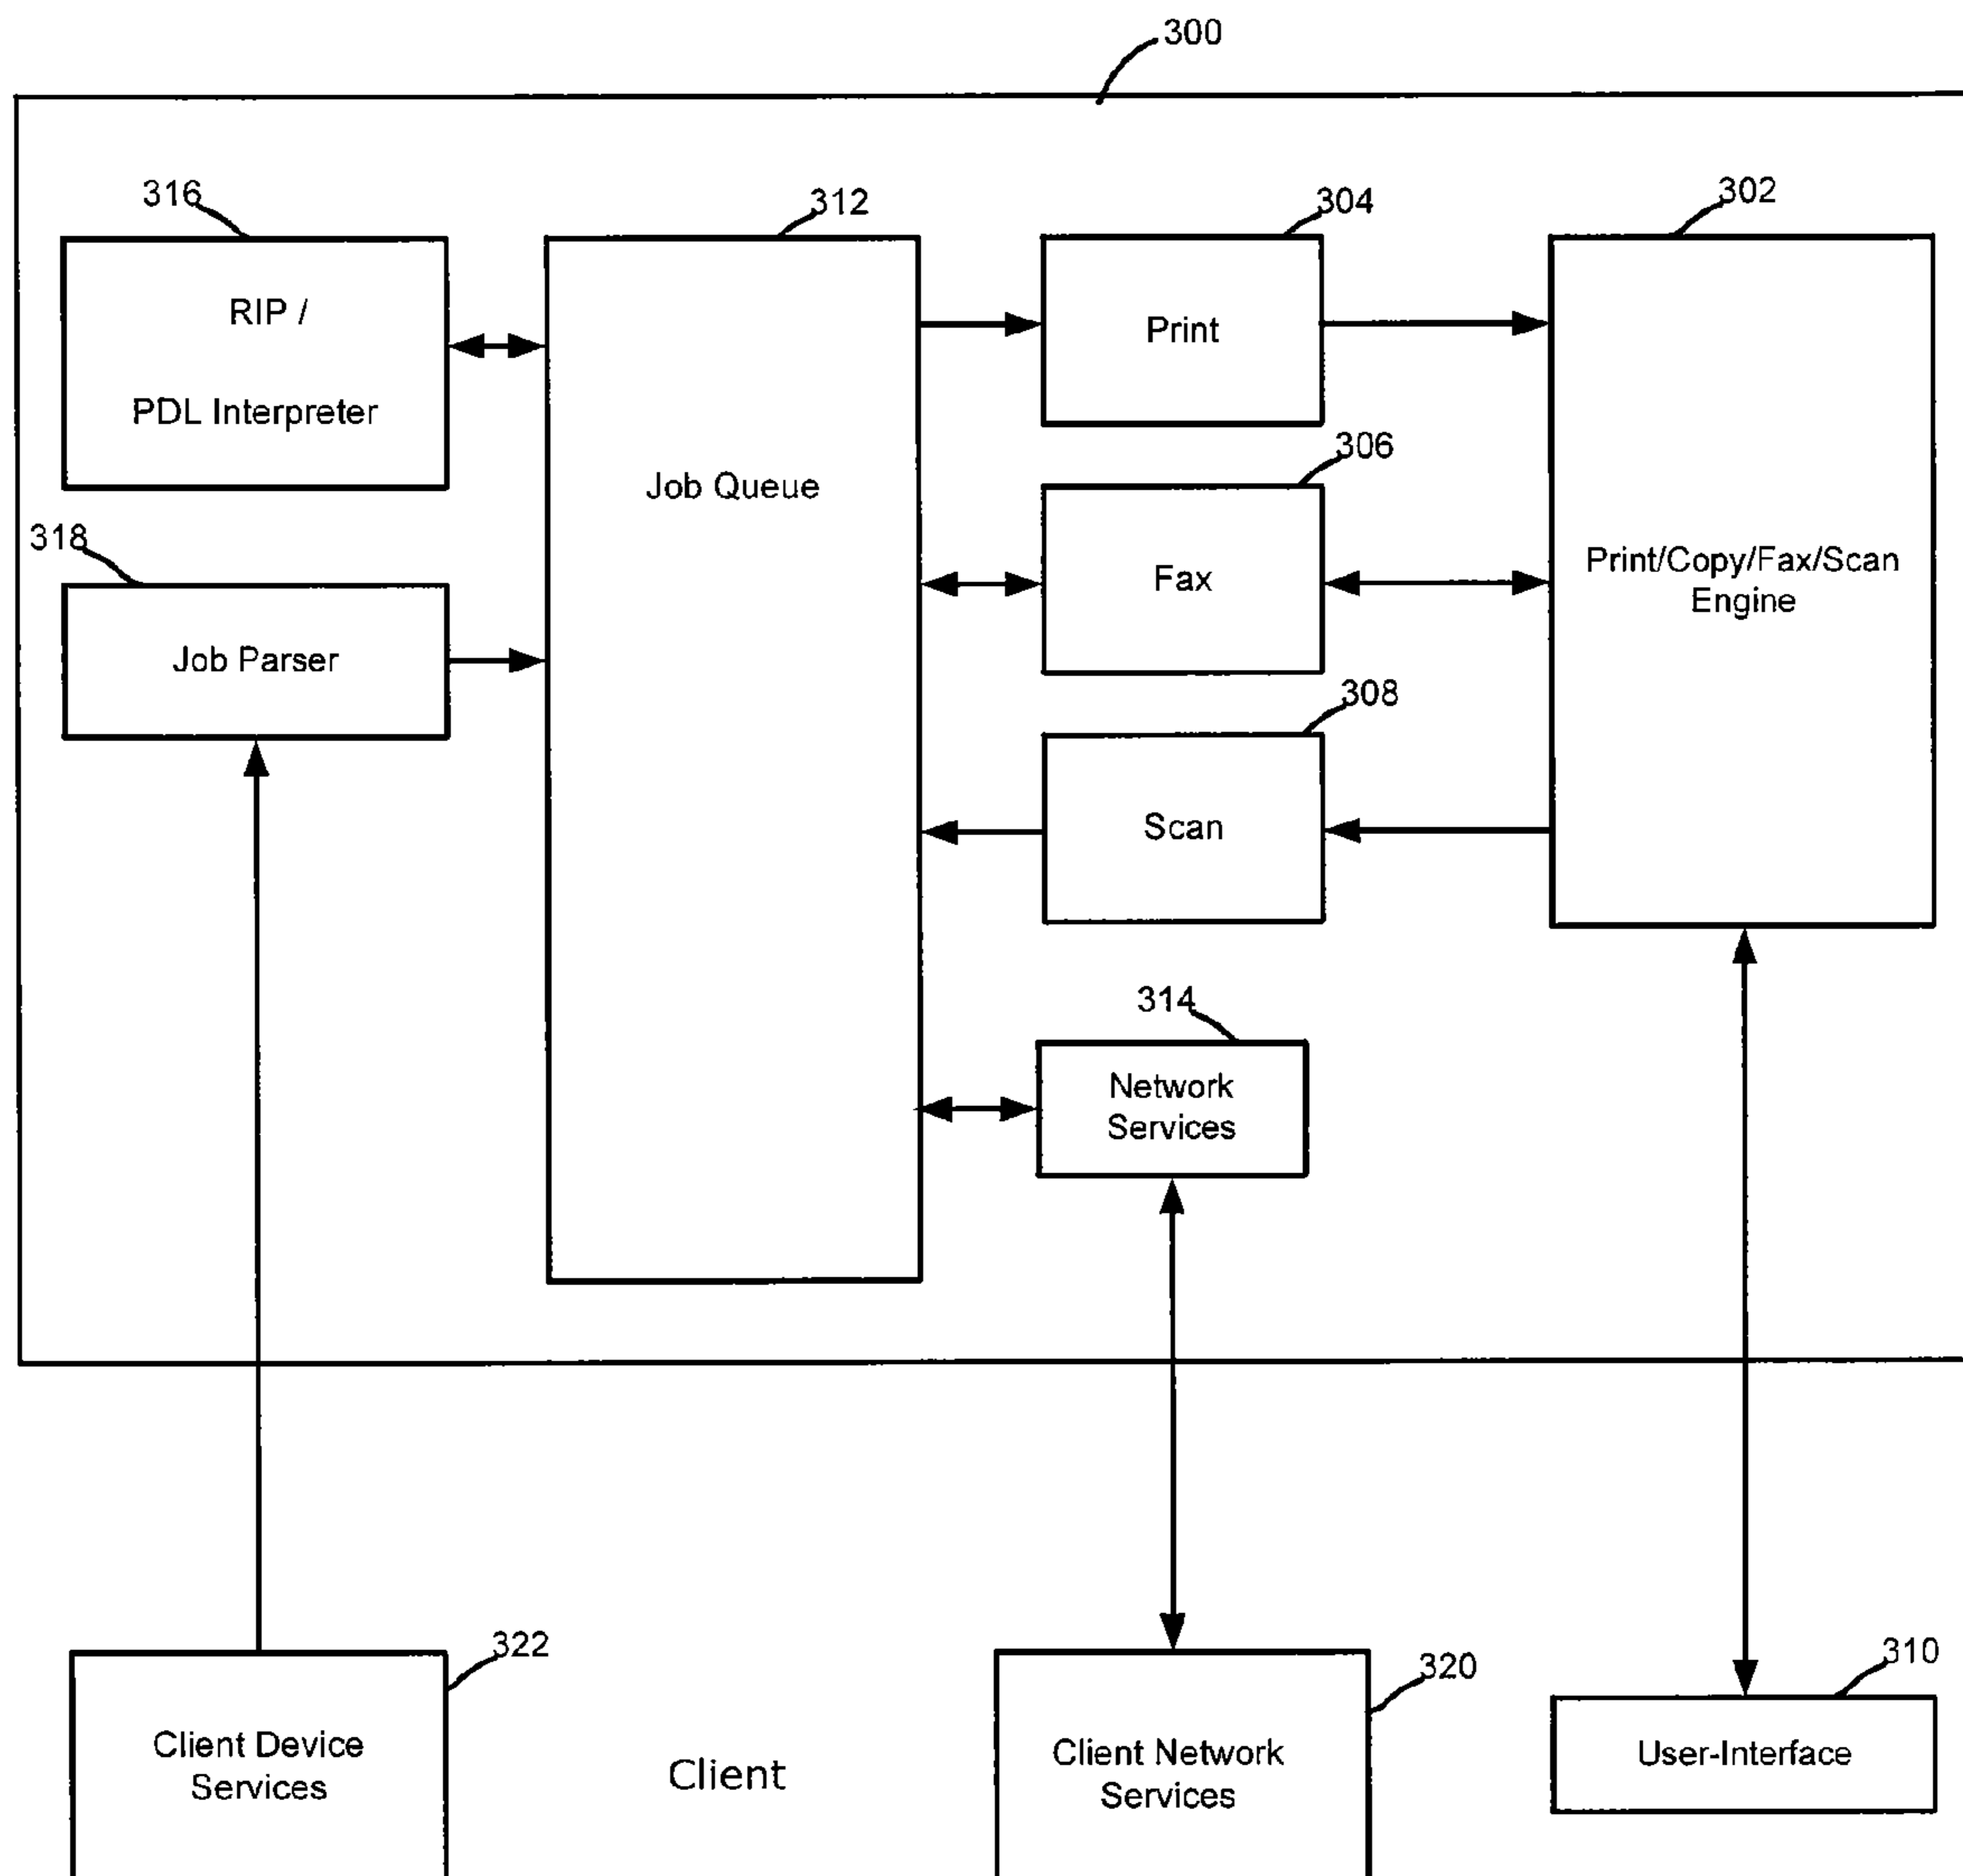 300
316
312
304
302
RIP /
PDL Interpreter
Job Queue
Print
306
Print/Copy/Fax/Scan
Engine
Fax
318
Job Parser
308
Scan
314
Network
Services
322
320
310
Client Device
Services
Client
Client Network
Services
User-Interface